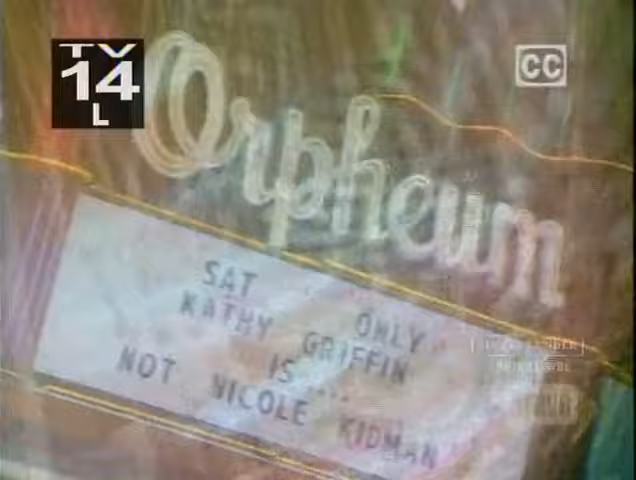 TV
14
L
CC
Orpheum
SAT ONLY
KATHY GRIFFIN
IS....
NOT NICOLE KIDMAN